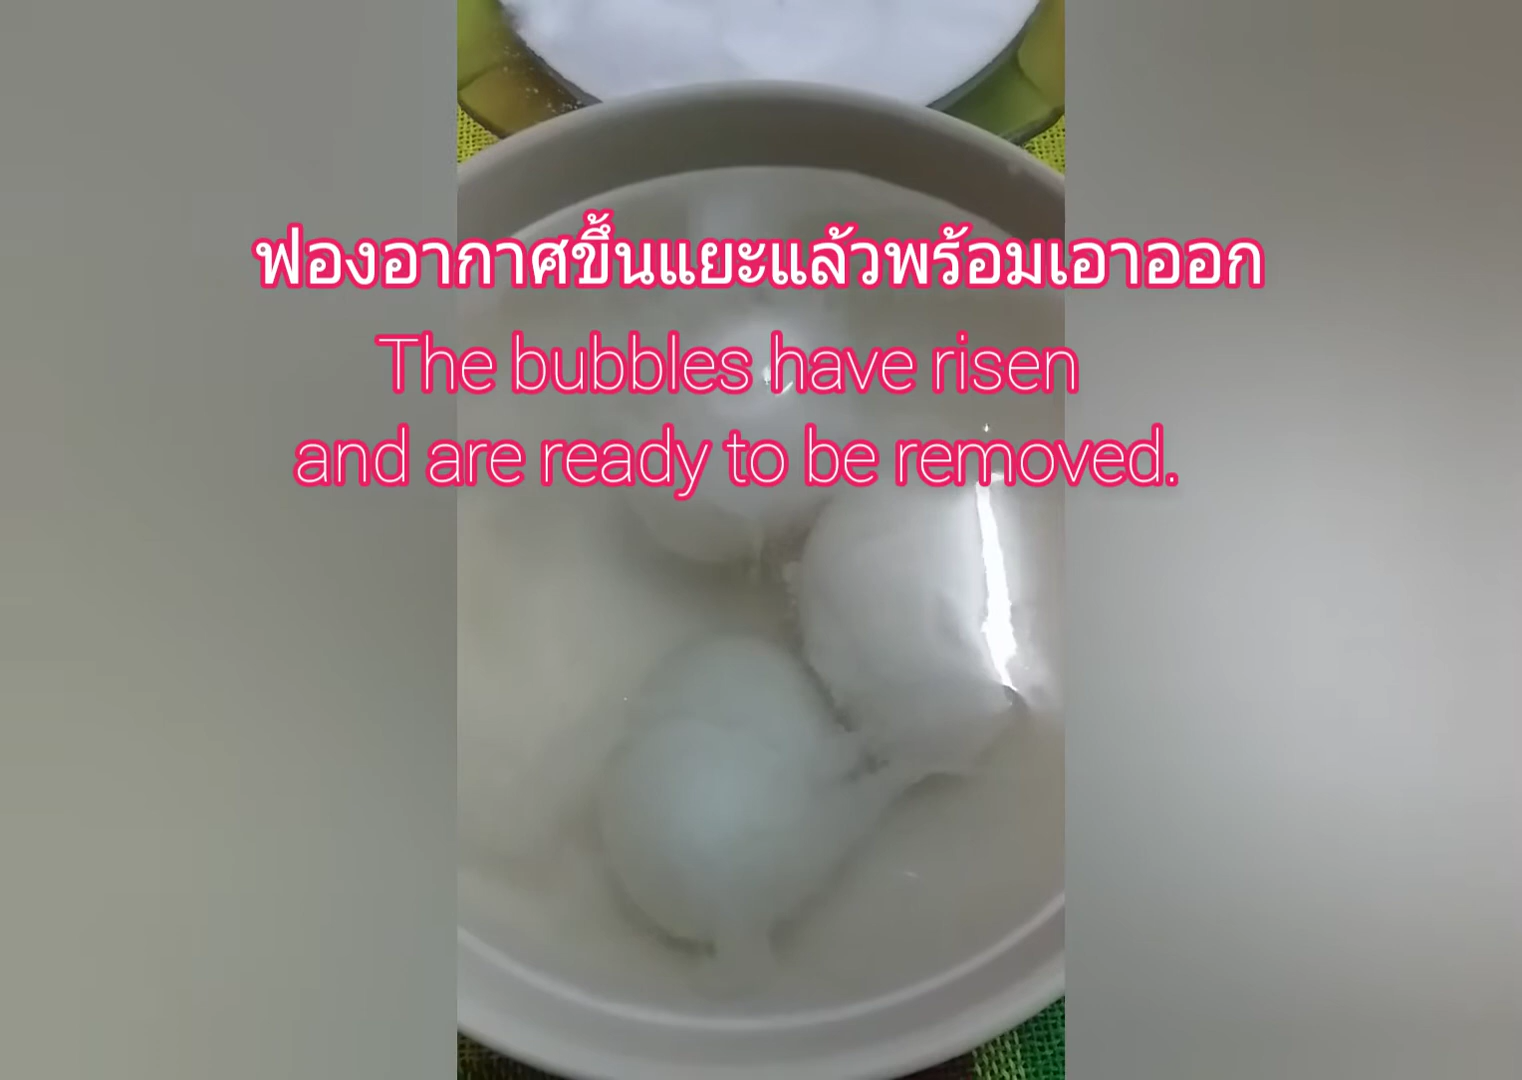 ฟองอากาศขึ้นแยะแล้วพร้อมเอาออก
The bubbles have risen
and are ready to be removed.